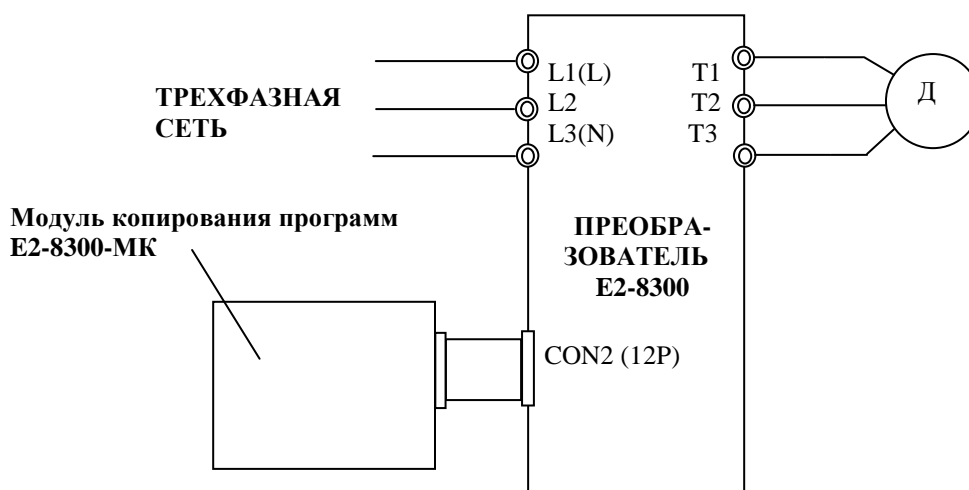 L1(L)
L2
L3(N)
T1
T2
T3
Д
ТРЕХФАЗНАЯ
СЕТЬ
Модуль копирования программ
Е2-8300-МК
ПРЕОБРА-
ЗОВАТЕЛЬ
Е2-8300
CON2 (12P)